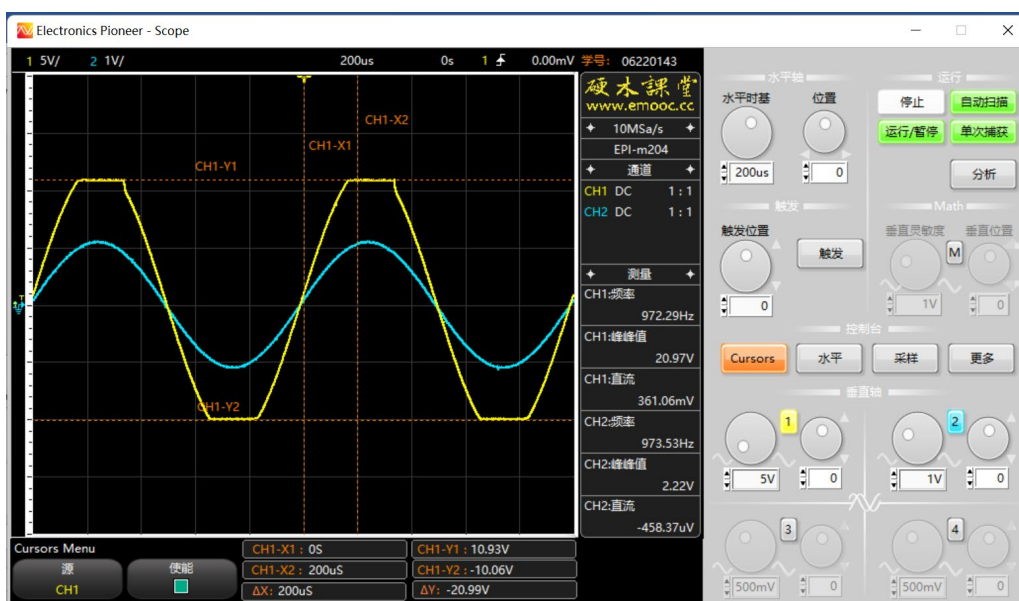 Electronics Pioneer - Scope
1 5V/ 2 1V/ 200us 0s 1 0.00mV 学号: 06220143
硬木課堂
www.emooc.cc
10MSa/s
EPI-m204
通道
CH1 DC 1 : 1
CH2 DC 1 : 1
测量
CH1:频率
972.29Hz
CH1:峰峰值
20.97V
CH1:直流
361.06mV
CH2:频率
973.53Hz
CH2:峰峰值
2.22V
CH2:直流
-458.37uV
CH1-X2
CH1-X1
CH1-Y1
CH1-Y2
T
Cursors Menu
源
CH1
使能
CH1-X1 : 0S
CH1-X2 : 200uS
ΔX: 200uS
CH1-Y1 : 10.93V
CH1-Y2 : -10.06V
ΔY: -20.99V
水平轴
水平时基 位置
200us 0
运行
停止 自动扫描
运行/暂停 单次捕获
分析
触发
触发位置
触发
0
Math
垂直灵敏度 垂直位置
M
1V 0
控制台
Cursors 水平 采样 更多
垂直轴
1 2
5V 0 1V 0
3 4
500mV 0 500mV 0